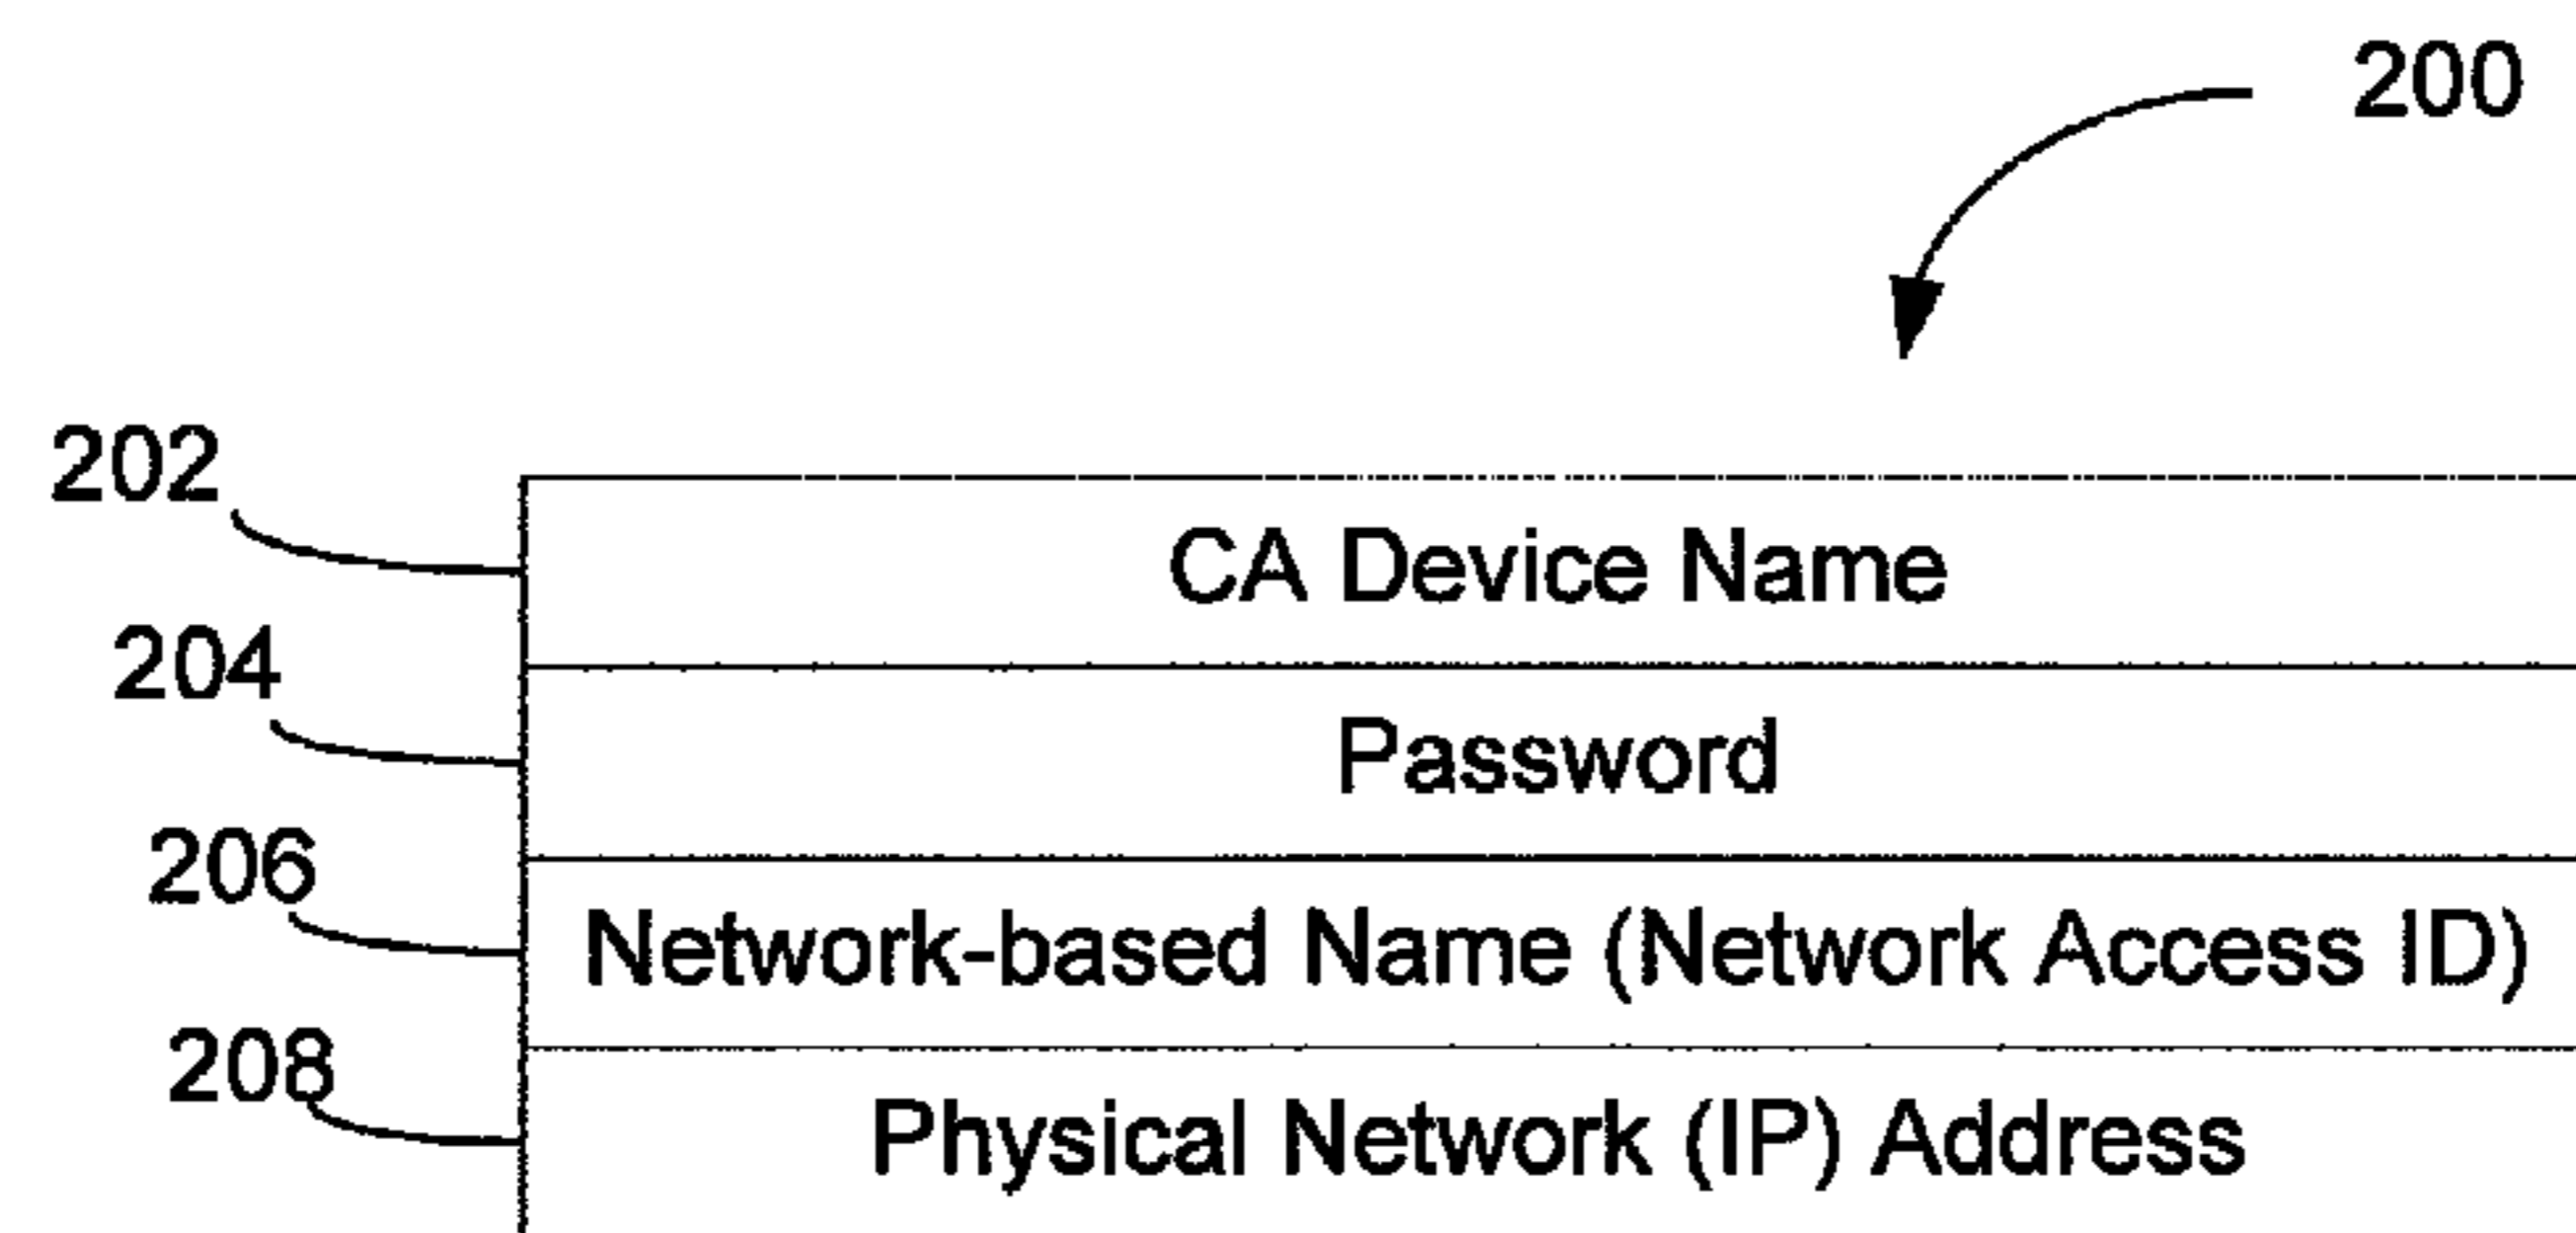 200
202
CA Device Name
204
Password
206
Network-based Name (Network Access ID)
208
Physical Network (IP) Address